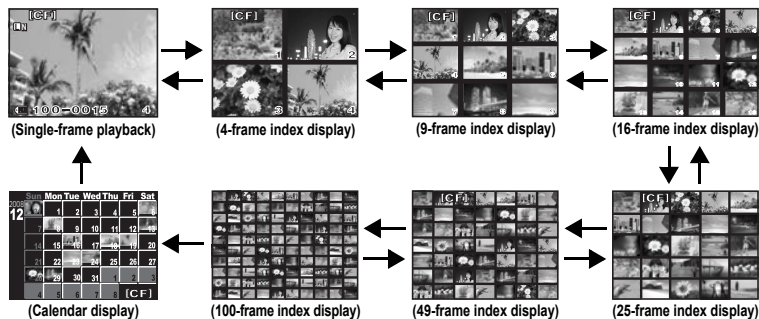 [CF]
LN
100-0015 4
(Single-frame playback)
[CF]
1 2
3 4
(4-frame index display)
[CF]
(9-frame index display)
[CF]
(16-frame index display)
2008
12
Sun Mon Tue Wed Thu Fri Sat
1 2 3 4 5 6
7 8 9 10 11 12 13
14 15 16 17 18 19 20
21 22 23 24 25 26 27
28 29 30 31 1 2 3
4 5 6 7 8 [CF]
(Calendar display)
(100-frame index display)
[CF]
(49-frame index display)
[CF]
(25-frame index display)